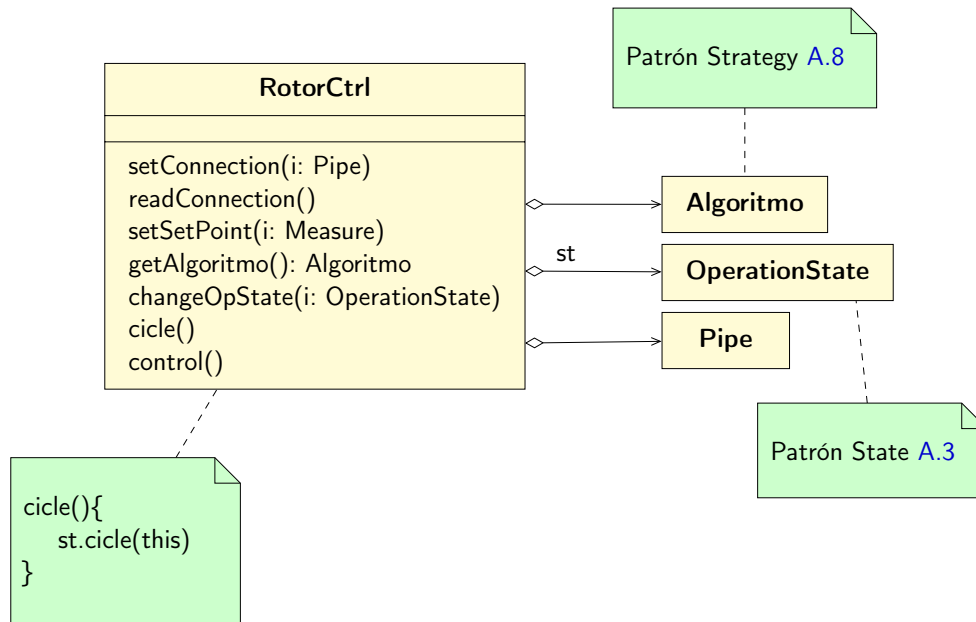 Patrón Strategy A.8
RotorCtrl
setConnection(i: Pipe)
readConnection()
setSetPoint(i: Measure)
getAlgoritmo(): Algoritmo
changeOpState(i: OperationState)
cicle()
control()
Algoritmo
st
OperationState
Pipe
Patrón State A.3
cicle(){
st.cicle(this)
}